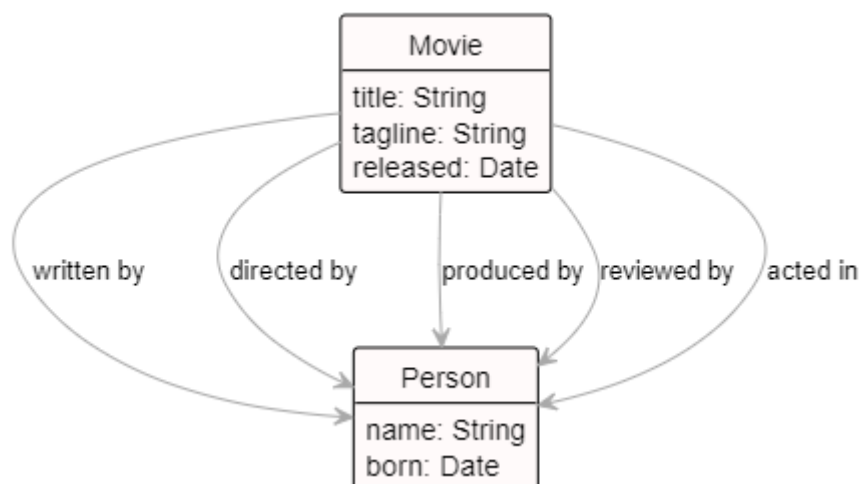 Movie
title: String
tagline: String
released: Date
written by
directed by
produced by
reviewed by
acted in
Person
name: String
born: Date